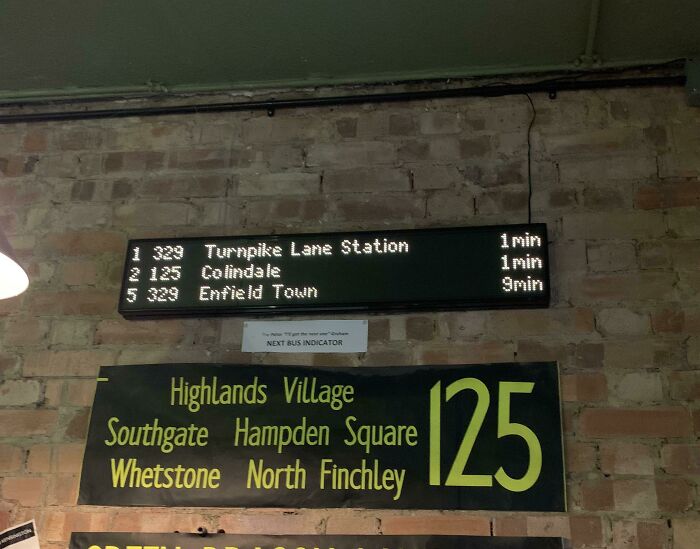 1 329 Turnpike Lane Station 1min
2 125 Colindale 1min
5 329 Enfield Town 9min
NEXT BUS INDICATOR
Highlands Village
Southgate Hampden Square
Whetstone North Finchley
125